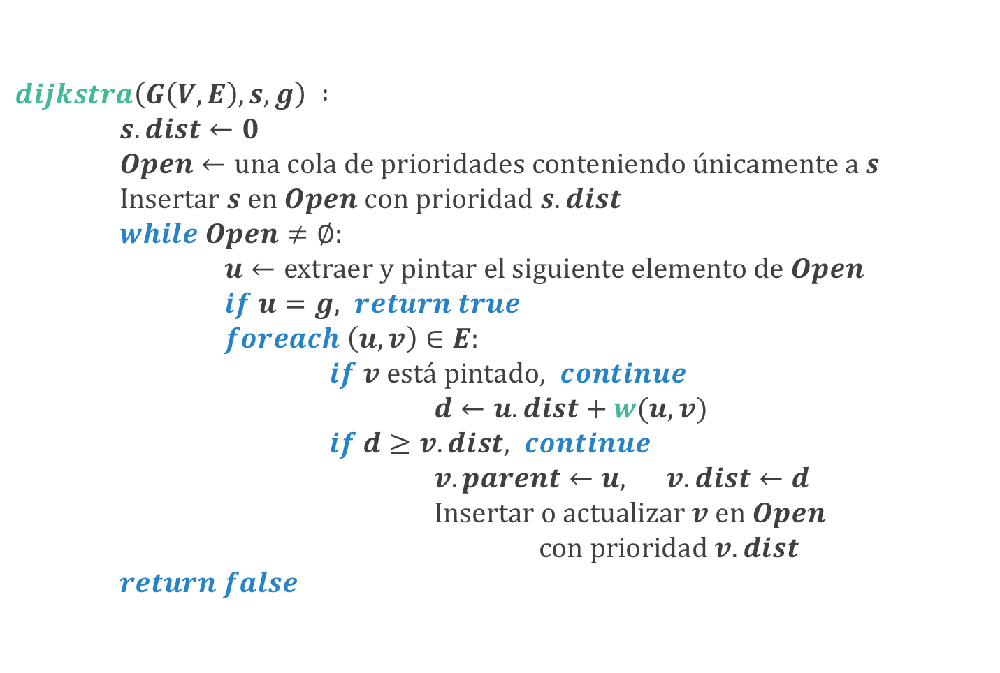 dijkstra(G(V, E), s, g) :
s. dist ← 0
Open ← una cola de prioridades conteniendo únicamente a s
Insertar s en Open con prioridad s. dist
while Open ≠ ∅:
u ← extraer y pintar el siguiente elemento de Open
if u = g, return true
foreach (u, v) ∈ E:
if v está pintado, continue
d ← u. dist + w(u, v)
if d ≥ v. dist, continue
v. parent ← u, v. dist ← d
Insertar o actualizar v en Open
con prioridad v. dist
return false